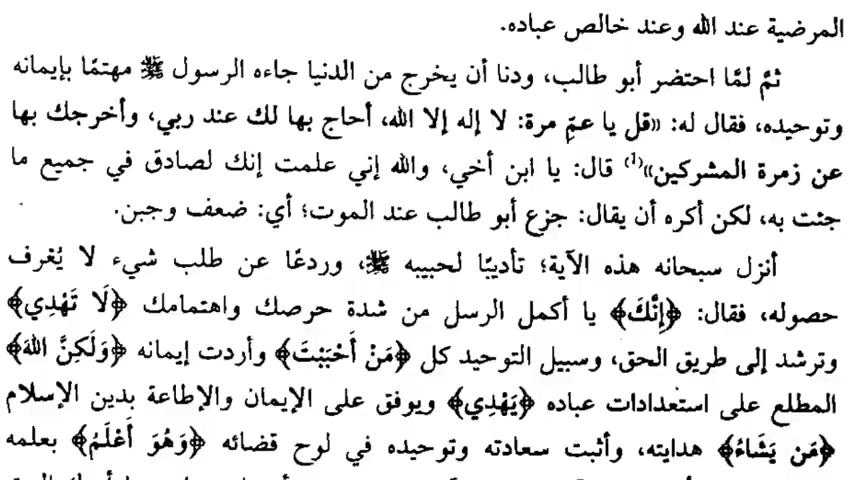 المرضية عند الله وعند خالص عباده.
ثمَّ لمَّا احتضر أبو طالب، ودنا أن يخرج من الدنيا جاءه الرسول ﷺ مهتمًا بإيمانه
وتوحيده، فقال له: «قل يا عمِّ مرة: لا إله إلا الله، أحاج بها لك عند ربي، وأخرجك بها
عن زمرة المشركين»(1) قال: يا ابن أخي، والله إني علمت إنك لصادق في جميع ما
جئت به، لكن أكره أن يقال: جزع أبو طالب عند الموت؛ أي: ضعف وجبن.
أنزل سبحانه هذه الآية؛ تأديبًا لحبيبه ﷺ، وردعًا عن طلب شيء لا يُعرف
حصوله، فقال: ﴿إِنَّكَ﴾ يا أكمل الرسل من شدة حرصك واهتمامك ﴿لَا تَهْدِي﴾
وترشد إلى طريق الحق، وسبيل التوحيد كل ﴿مَنْ أَحْبَبْتَ﴾ وأردت إيمانه ﴿وَلَكِنَّ اللهَ﴾
المطلع على استعدادات عباده ﴿يَهْدِي﴾ ويوفق على الإيمان والإطاعة بدين الإسلام
﴿مَن يَشَاءُ﴾ هدايته، وأثبت سعادته وتوحيده في لوح قضائه ﴿وَهُوَ أَعْلَمُ﴾ بعلمه